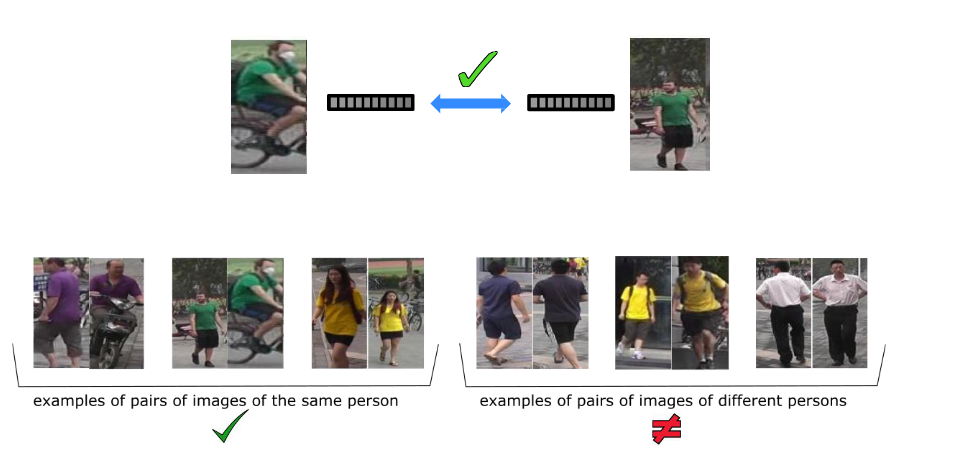 examples of pairs of images of the same person
examples of pairs of images of different persons